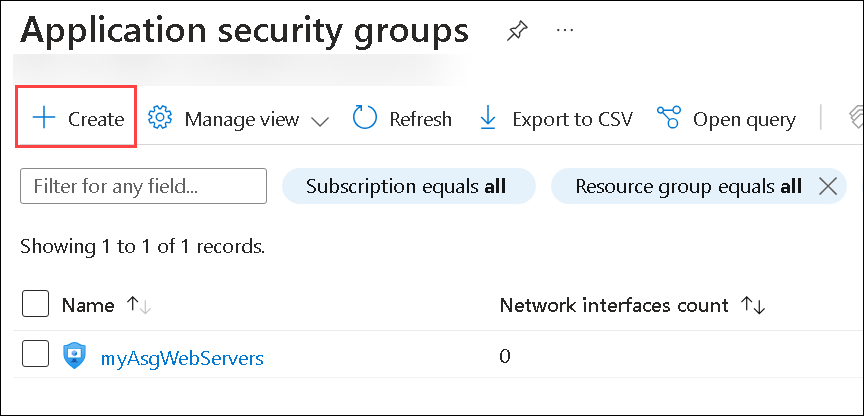 Application security groups ...
Create Manage view Refresh Export to CSV Open query
Filter for any field... Subscription equals all Resource group equals all
Showing 1 to 1 of 1 records.
Name ↑↓ Network interfaces count ↑↓
myAsgWebServers 0